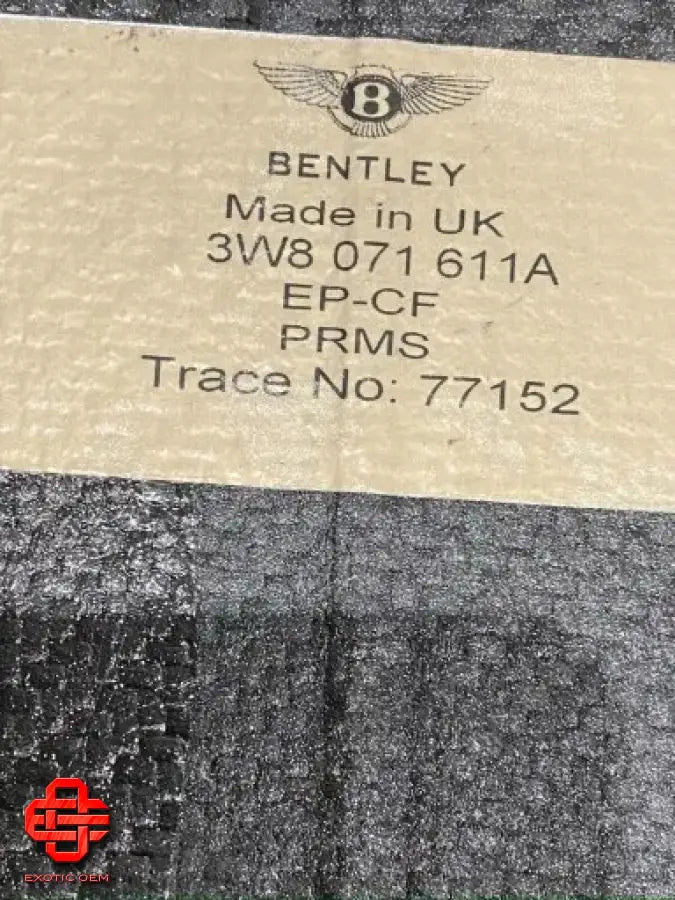 B
BENTLEY
Made in UK
3W8 071 611A
EP-CF
PRMS
Trace No: 77152
EXOTIC OEM